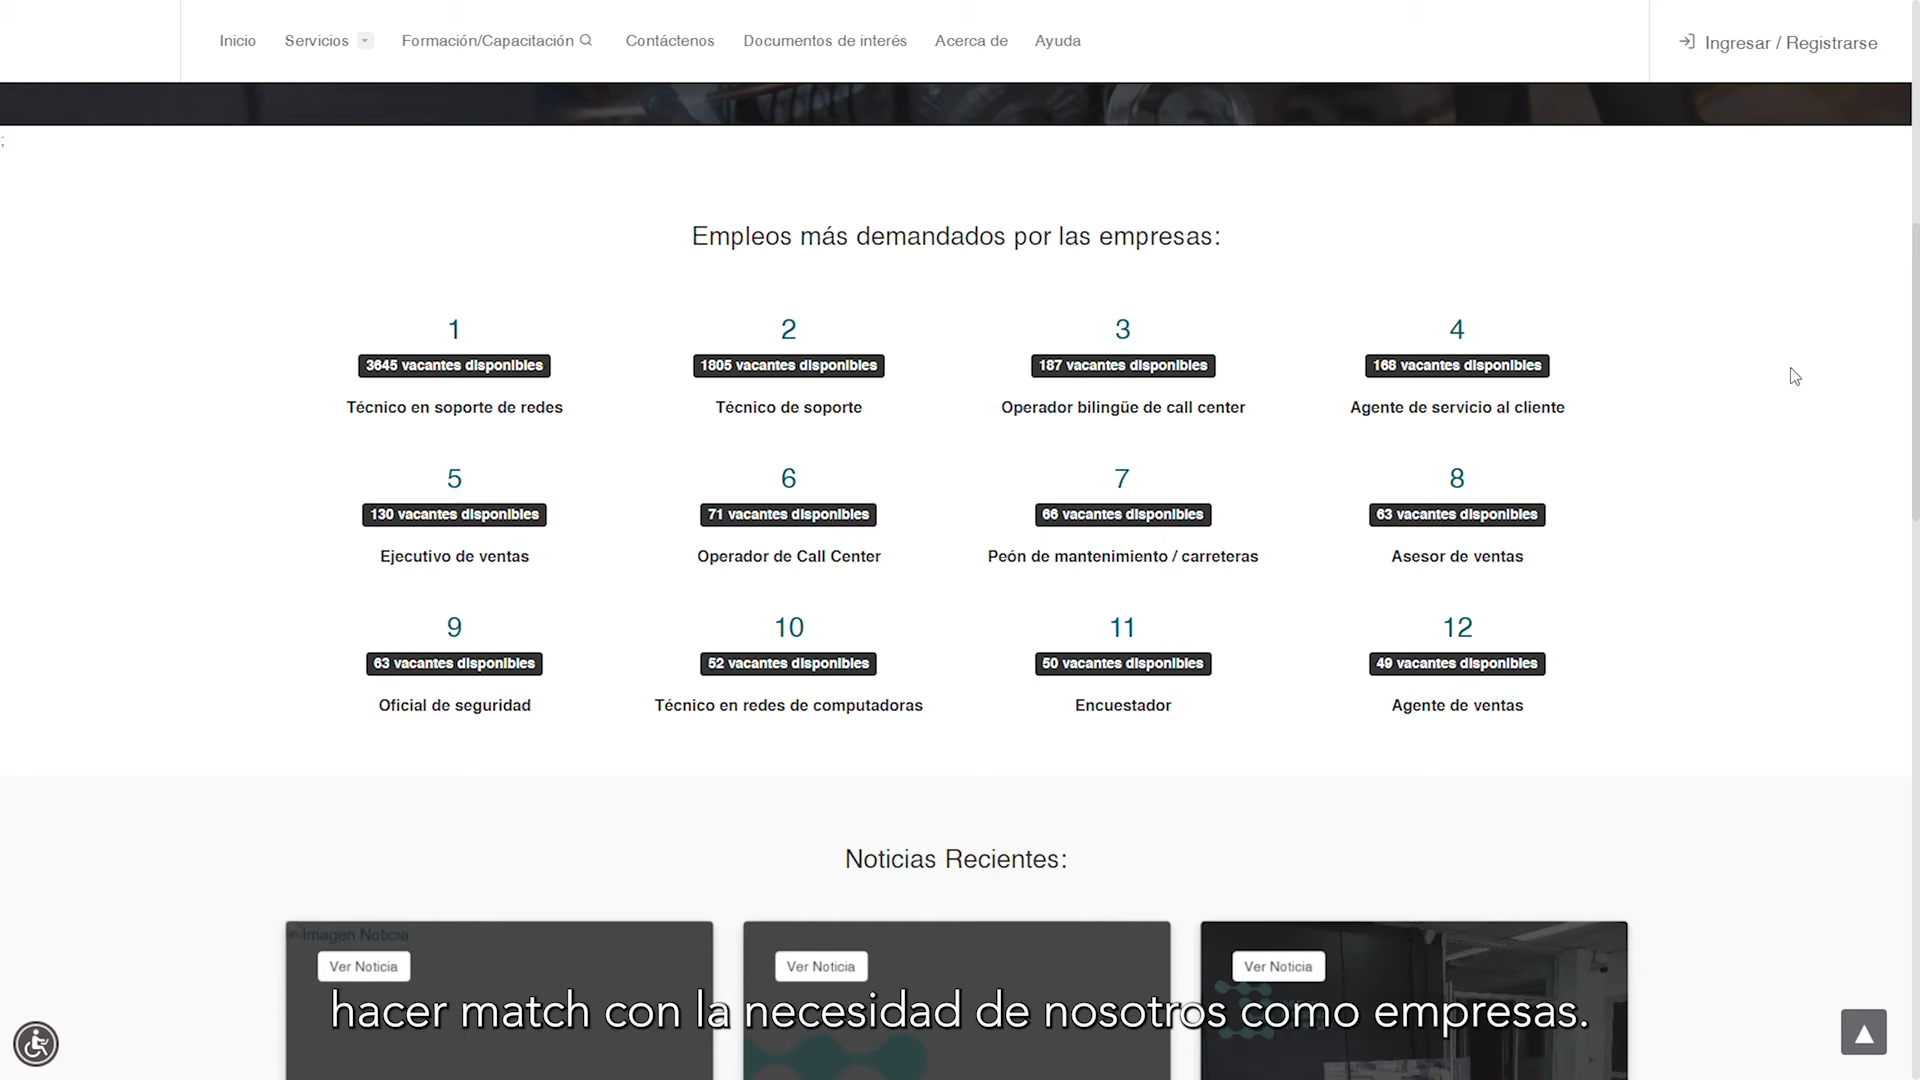 Inicio Servicios Formación/Capacitación Contáctenos Documentos de interés Acerca de Ayuda Ingresar / Registrarse
;
Empleos más demandados por las empresas:
1 2 3 4
3645 vacantes disponibles 1805 vacantes disponibles 187 vacantes disponibles 168 vacantes disponibles
Técnico en soporte de redes Técnico de soporte Operador bilingüe de call center Agente de servicio al cliente
5 6 7 8
130 vacantes disponibles 71 vacantes disponibles 66 vacantes disponibles 63 vacantes disponibles
Ejecutivo de ventas Operador de Call Center Peón de mantenimiento / carreteras Asesor de ventas
9 10 11 12
63 vacantes disponibles 52 vacantes disponibles 50 vacantes disponibles 49 vacantes disponibles
Oficial de seguridad Técnico en redes de computadoras Encuestador Agente de ventas
Noticias Recientes:
Imagen Noticia
Ver Noticia Ver Noticia Ver Noticia
hacer match con la necesidad de nosotros como empresas.